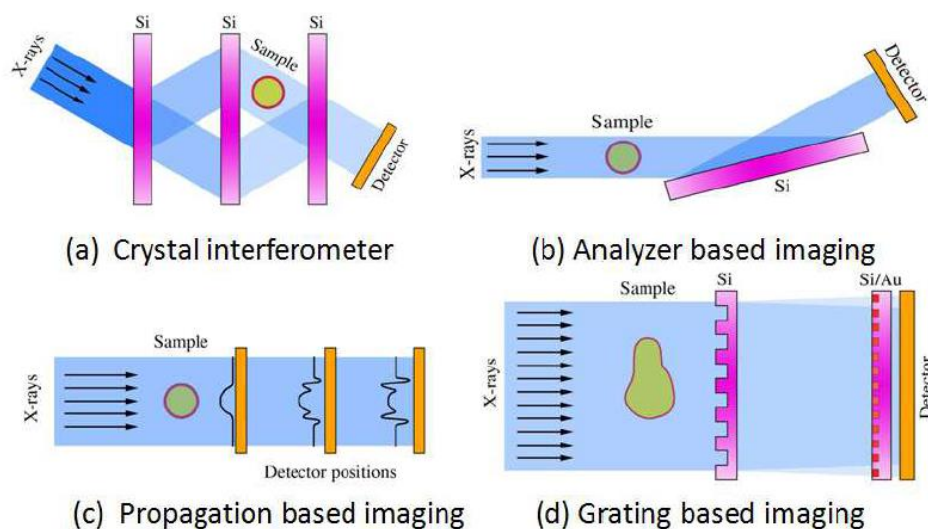 Si
Si
Sample
Si
X-rays
Detector
(a) Crystal interferometer
Sample
X-rays
Si
Detector
(b) Analyzer based imaging
Sample
X-rays
Detector positions
(c) Propagation based imaging
Sample
Si
Si/Au
X-rays
Detector
(d) Grating based imaging